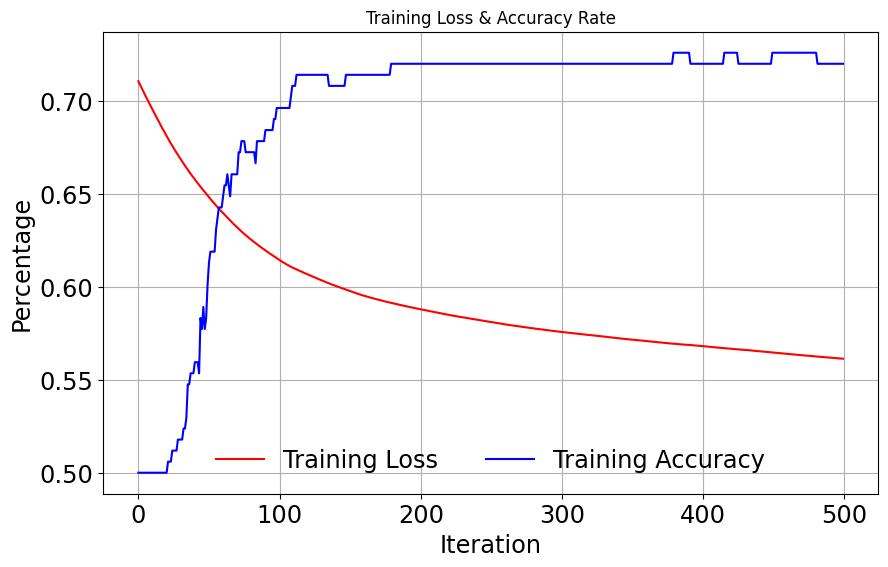 Training Loss & Accuracy Rate
0.70
0.65
0.60
0.55
0.50
Percentage
Training Loss
Training Accuracy
0 100 200 300 400 500
Iteration